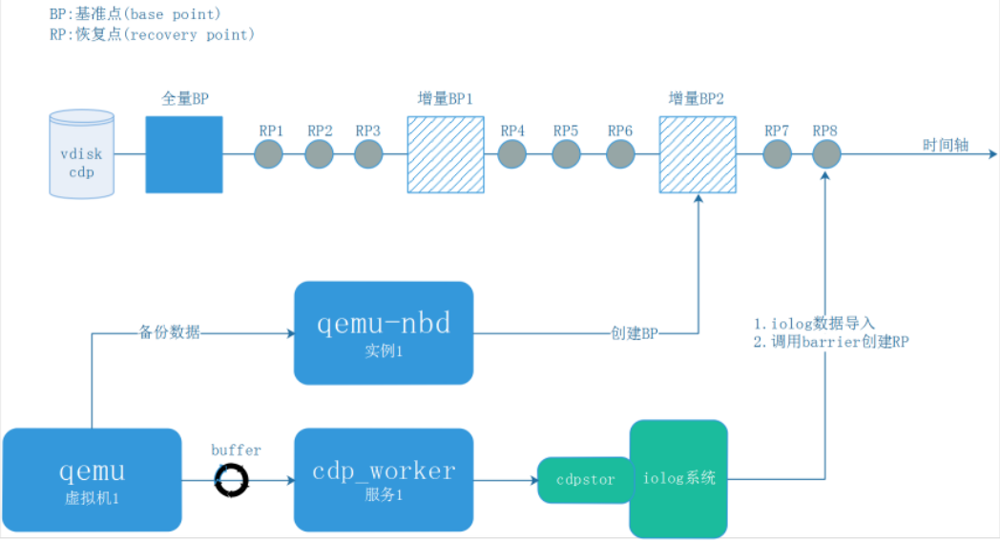 BP:基准点(base point)
RP:恢复点(recovery point)
全量BP
增量BP1
增量BP2
vdisk
cdp
RP1
RP2
RP3
RP4
RP5
RP6
RP7
RP8
时间轴
qemu-nbd
实例1
备份数据
创建BP
1.iolog数据导入
2.调用barrier创建RP
qemu
虚拟机1
buffer
cdp_worker
服务1
cdpstor
iolog系统